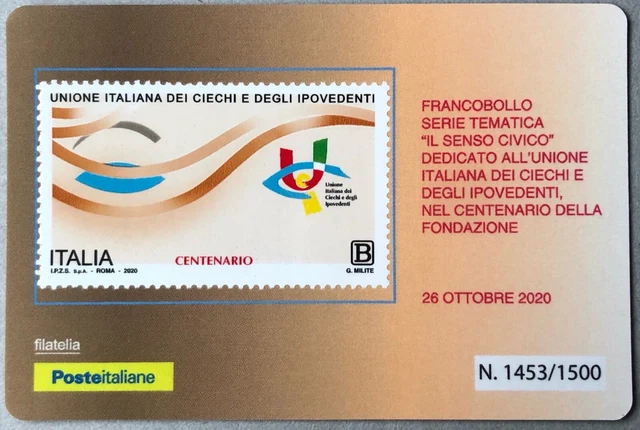 UNIONE ITALIANA DEI CIECHI E DEGLI IPOVEDENTI
Unione
Italiana dei
Ciechi e degli
Ipovedenti
ITALIA
CENTENARIO
B
I.P.Z.S. S.p.A. - ROMA - 2020
G. MILITE
FRANCOBOLLO
SERIE TEMATICA
“IL SENSO CIVICO”
DEDICATO ALL'UNIONE
ITALIANA DEI CIECHI E
DEGLI IPOVEDENTI,
NEL CENTENARIO DELLA
FONDAZIONE
26 OTTOBRE 2020
filatelia
Posteitaliane
N. 1453/1500